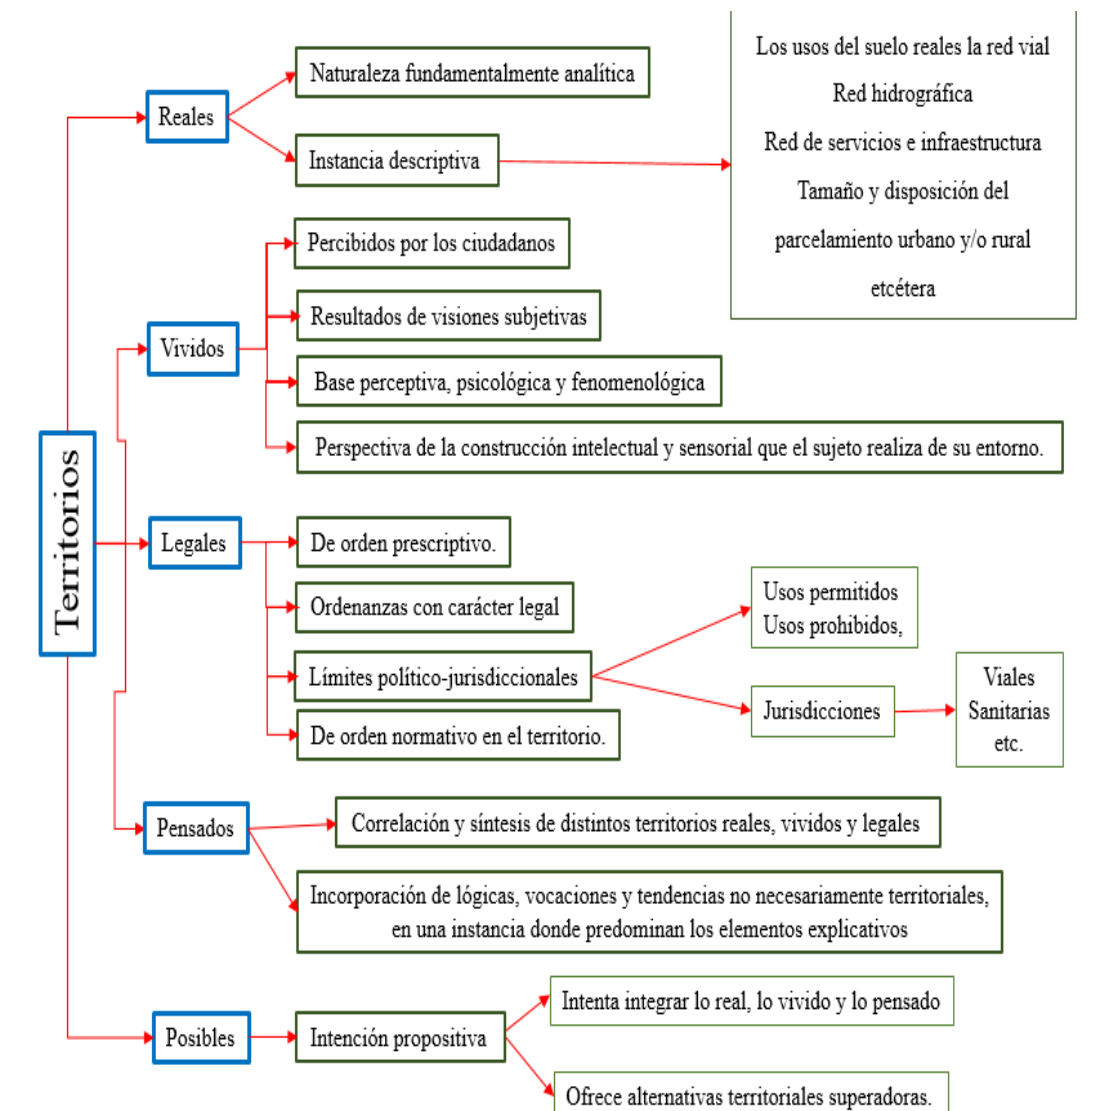 Territorios
Reales
Naturaleza fundamentalmente analítica
Instancia descriptiva
Los usos del suelo reales la red vial
Red hidrográfica
Red de servicios e infraestructura
Tamaño y disposición del
parcelamiento urbano y/o rural
etcétera
Vividos
Percibidos por los ciudadanos
Resultados de visiones subjetivas
Base perceptiva, psicológica y fenomenológica
Perspectiva de la construcción intelectual y sensorial que el sujeto realiza de su entorno.
Legales
De orden prescriptivo.
Ordenanzas con carácter legal
Límites político-jurisdiccionales
Usos permitidos
Usos prohibidos,
Jurisdicciones
Viales
Sanitarias
etc.
De orden normativo en el territorio.
Pensados
Correlación y síntesis de distintos territorios reales, vividos y legales
Incorporación de lógicas, vocaciones y tendencias no necesariamente territoriales,
en una instancia donde predominan los elementos explicativos
Posibles
Intención propositiva
Intenta integrar lo real, lo vivido y lo pensado
Ofrece alternativas territoriales superadoras.